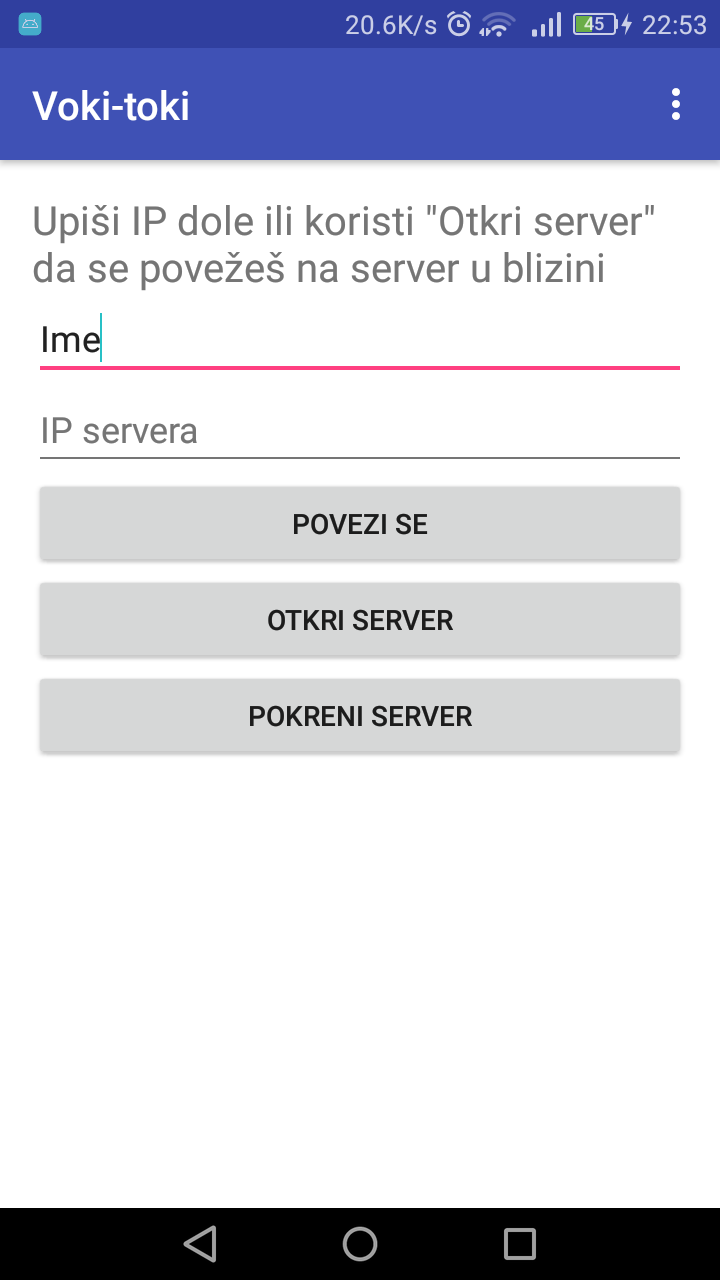 20.6K/s 45 22:53
Voki-toki
Upiši IP dole ili koristi "Otkri server"
da se povežeš na server u blizini
Ime
IP servera
POVEZI SE
OTKRI SERVER
POKRENI SERVER